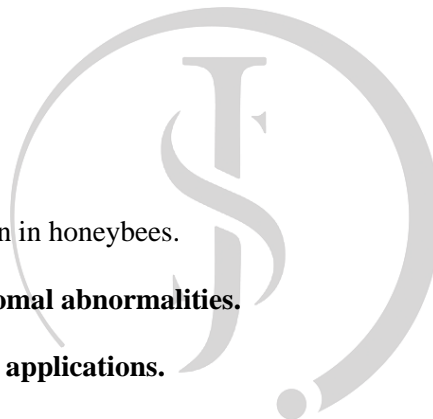 n in honeybees.
omal abnormalities.
applications.